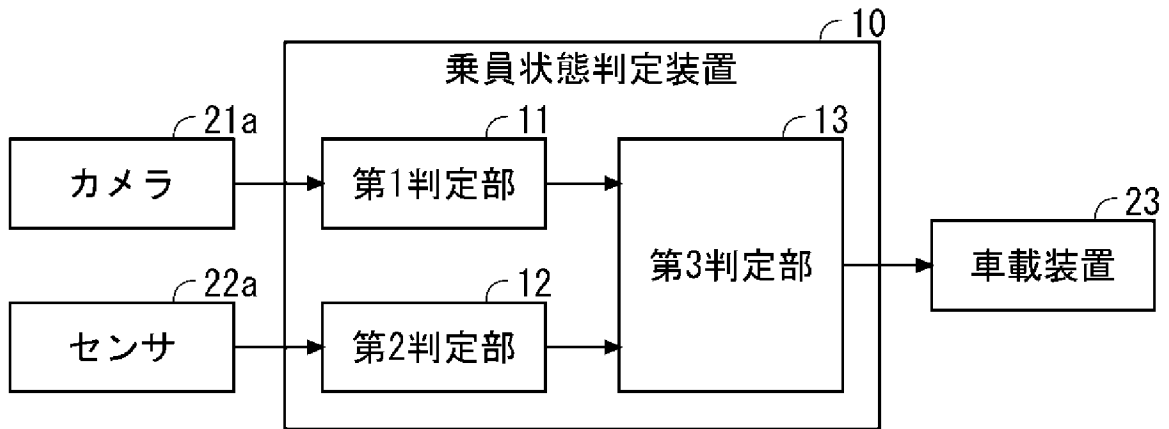 10
乗員状態判定装置
21a
11
13
カメラ
第1判定部
23
第3判定部
車載装置
22a
12
センサ
第2判定部